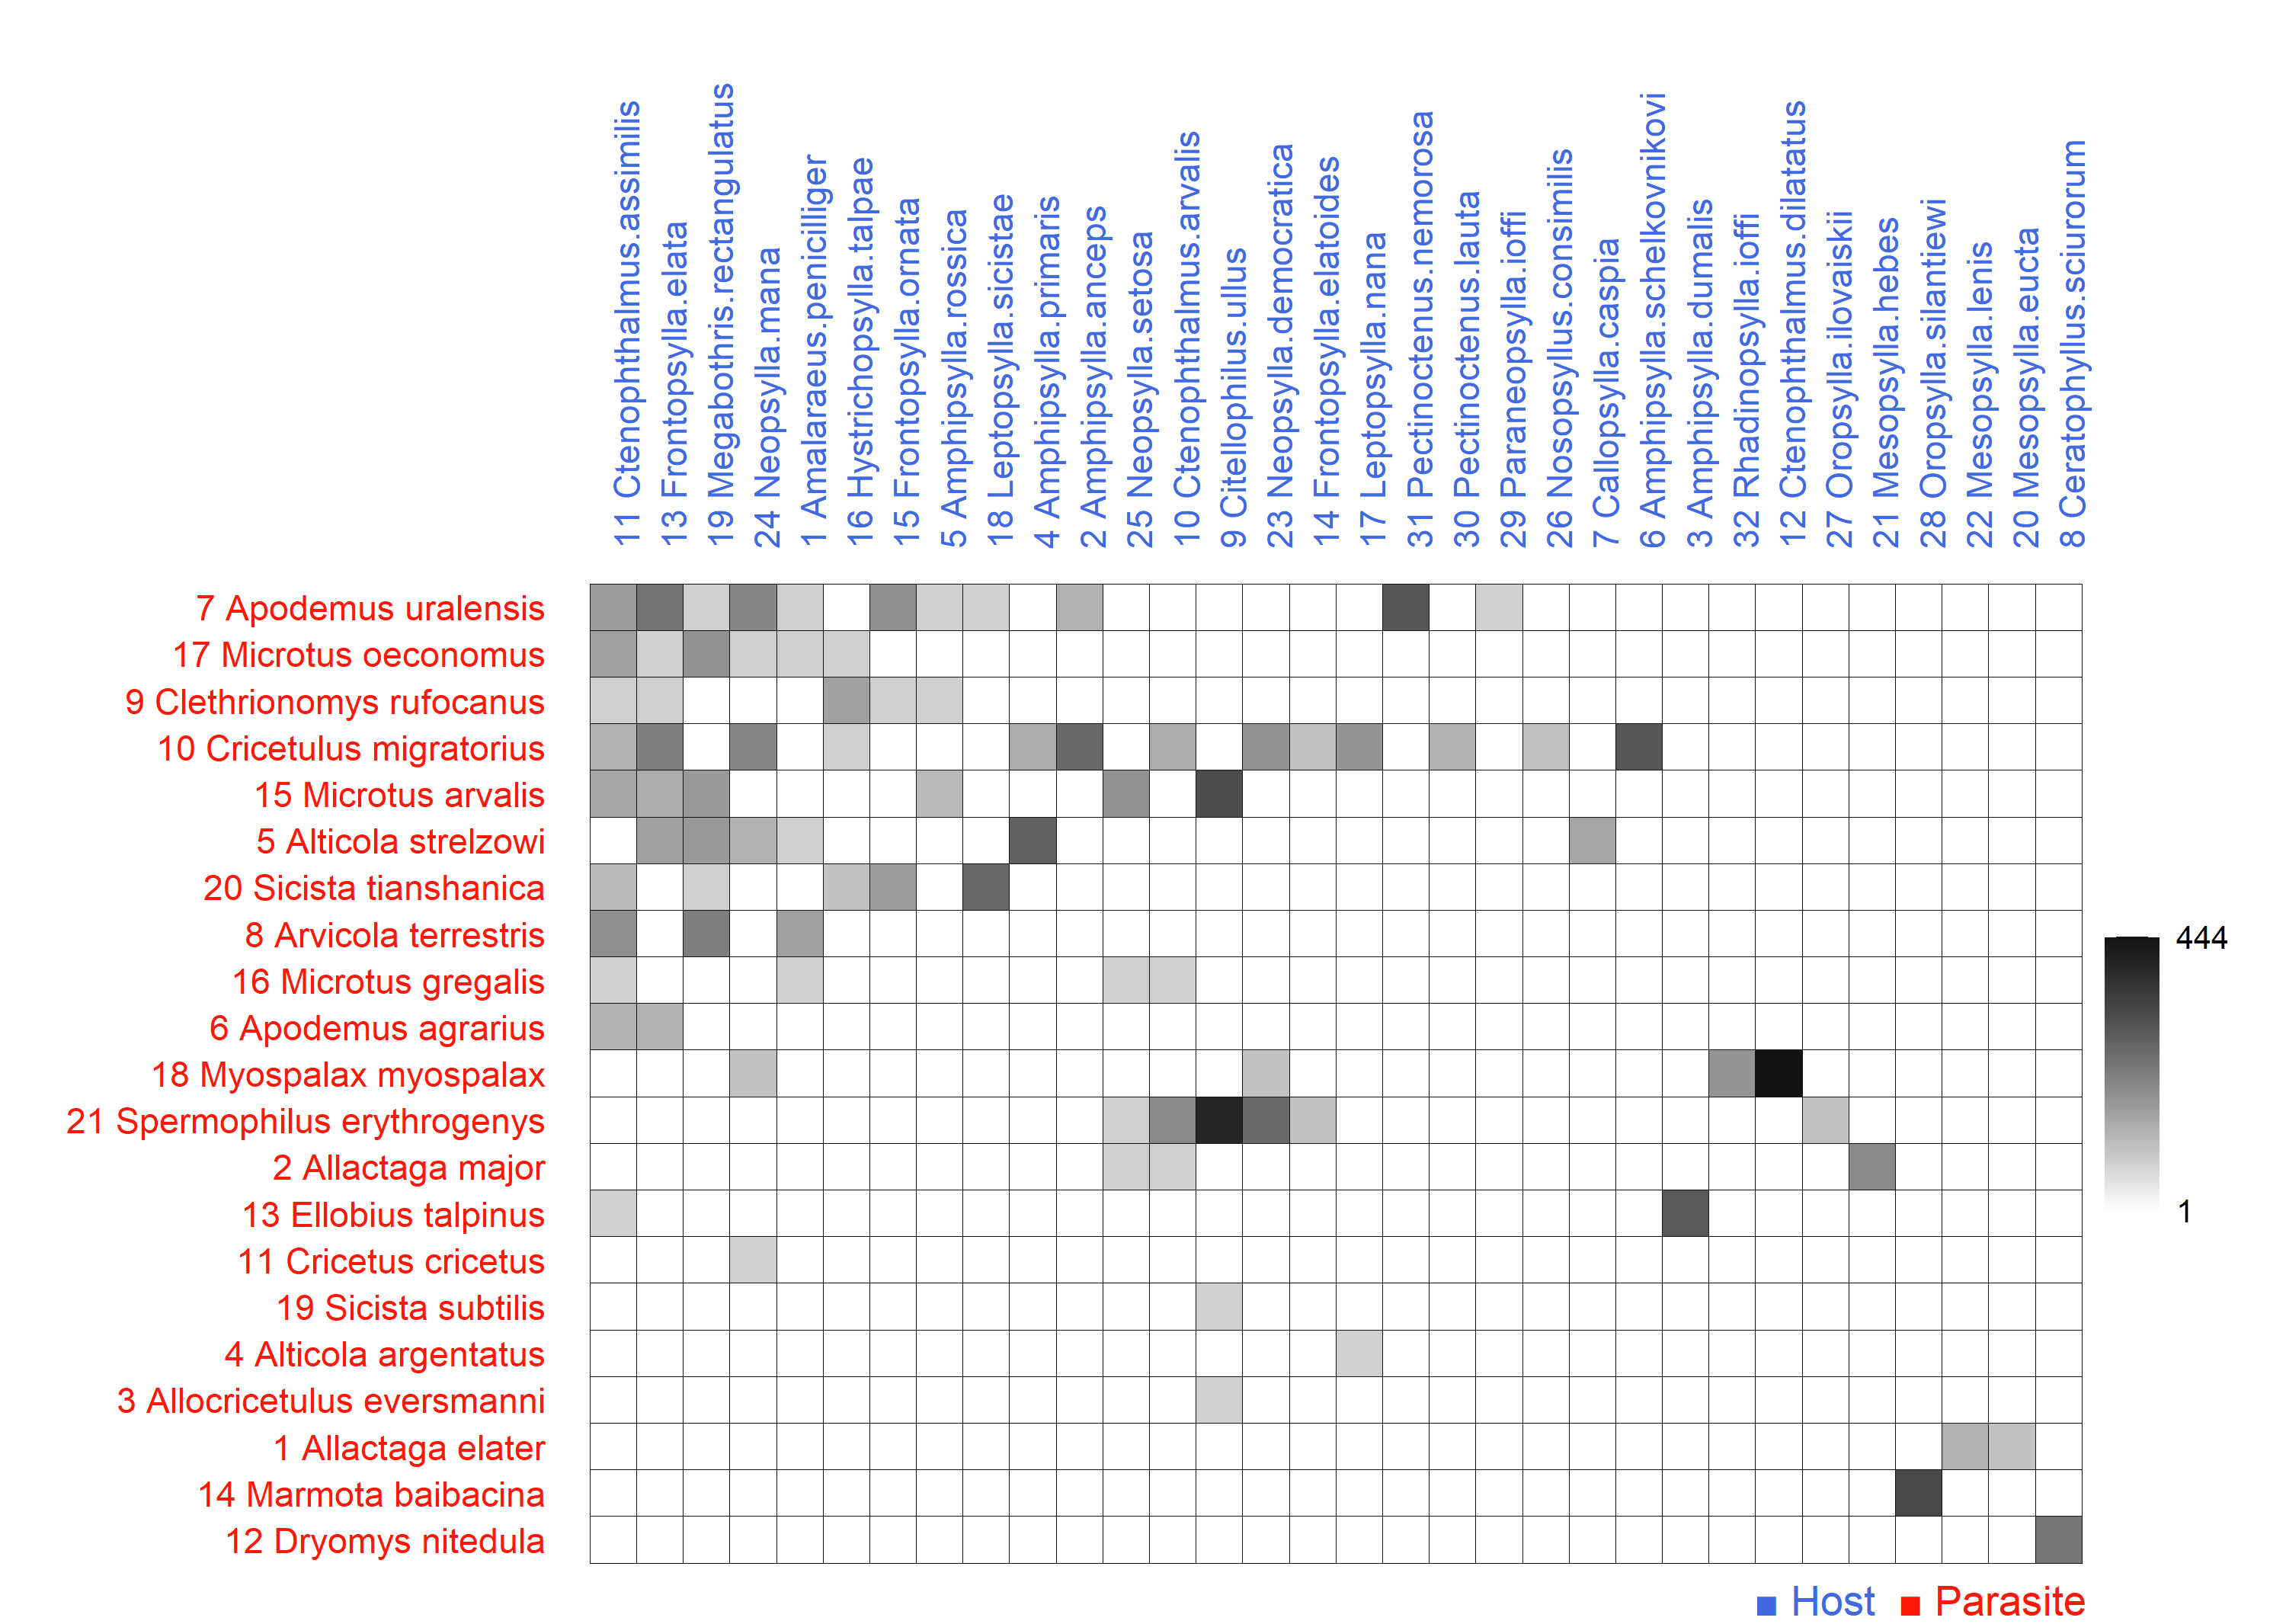 11 Ctenophthalmus.assimilis
13 Frontopsylla.elata
19 Megabothris.rectangulatus
24 Neopsylla.mana
1 Amalaraeus.penicilliger
16 Hystrichopsylla.talpae
15 Frontopsylla.ornata
5 Amphipsylla.rossica
18 Leptopsylla.sicistae
4 Amphipsylla.primaris
2 Amphipsylla.anceps
25 Neopsylla.setosa
10 Ctenophthalmus.arvalis
9 Citellophilus.ullus
23 Neopsylla.democratica
14 Frontopsylla.elatoides
17 Leptopsylla.nana
31 Pectinoctenus.nemorosa
30 Pectinoctenus.lauta
29 Paraneopsylla.ioffi
26 Nosopsyllus.consimilis
7 Callopsylla.caspia
6 Amphipsylla.schelkovnikovi
3 Amphipsylla.dumalis
32 Rhadinopsylla.ioffi
12 Ctenophthalmus.dilatatus
27 Oropsylla.ilovaiskii
21 Mesopsylla.hebes
28 Oropsylla.silantiewi
22 Mesopsylla.lenis
20 Mesopsylla.eucta
8 Ceratophyllus.sciurorum
7 Apodemus uralensis
17 Microtus oeconomus
9 Clethrionomys rufocanus
10 Cricetulus migratorius
15 Microtus arvalis
5 Alticola strelzowi
20 Sicista tianshanica
8 Arvicola terrestris
16 Microtus gregalis
6 Apodemus agrarius
18 Myospalax myospalax
21 Spermophilus erythrogenys
2 Allactaga major
13 Ellobius talpinus
11 Cricetus cricetus
19 Sicista subtilis
4 Alticola argentatus
3 Allocricetulus eversmanni
1 Allactaga elater
14 Marmota baibacina
12 Dryomys nitedula
444
1
Host Parasite